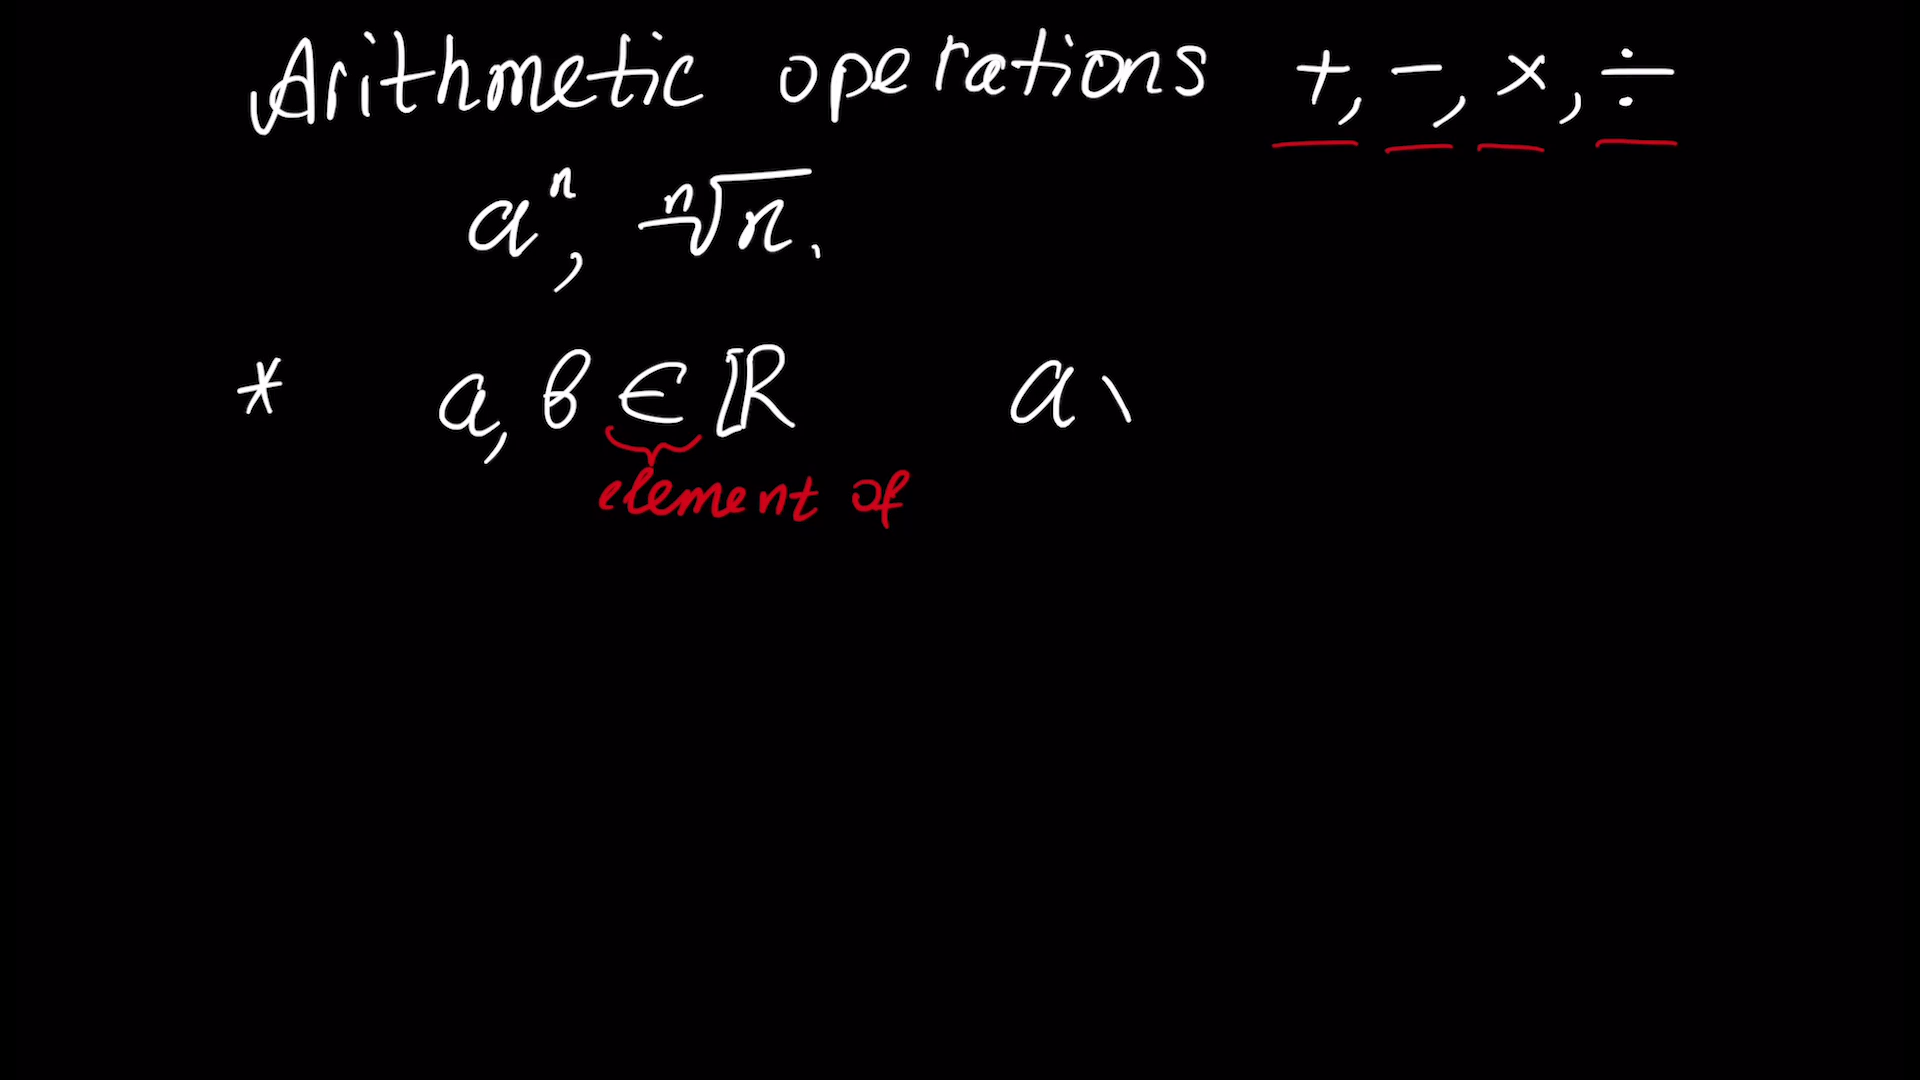 Arithmetic operations +, -, ×, ÷
aⁿ, ⁿ√n.
* a, b ∈ ℝ a \
element of